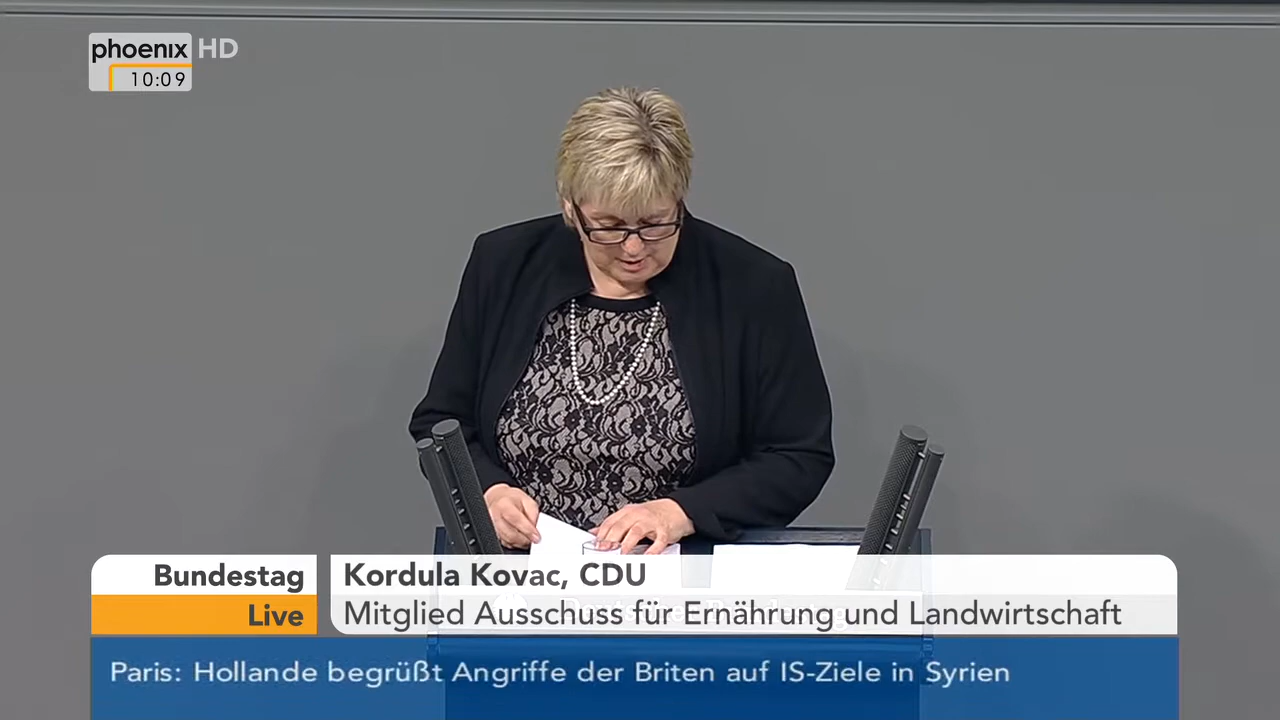 phoenix HD
10:09
Bundestag
Live
Kordula Kovac, CDU
Mitglied Ausschuss für Ernährung und Landwirtschaft
Paris: Hollande begrüßt Angriffe der Briten auf IS-Ziele in Syrien